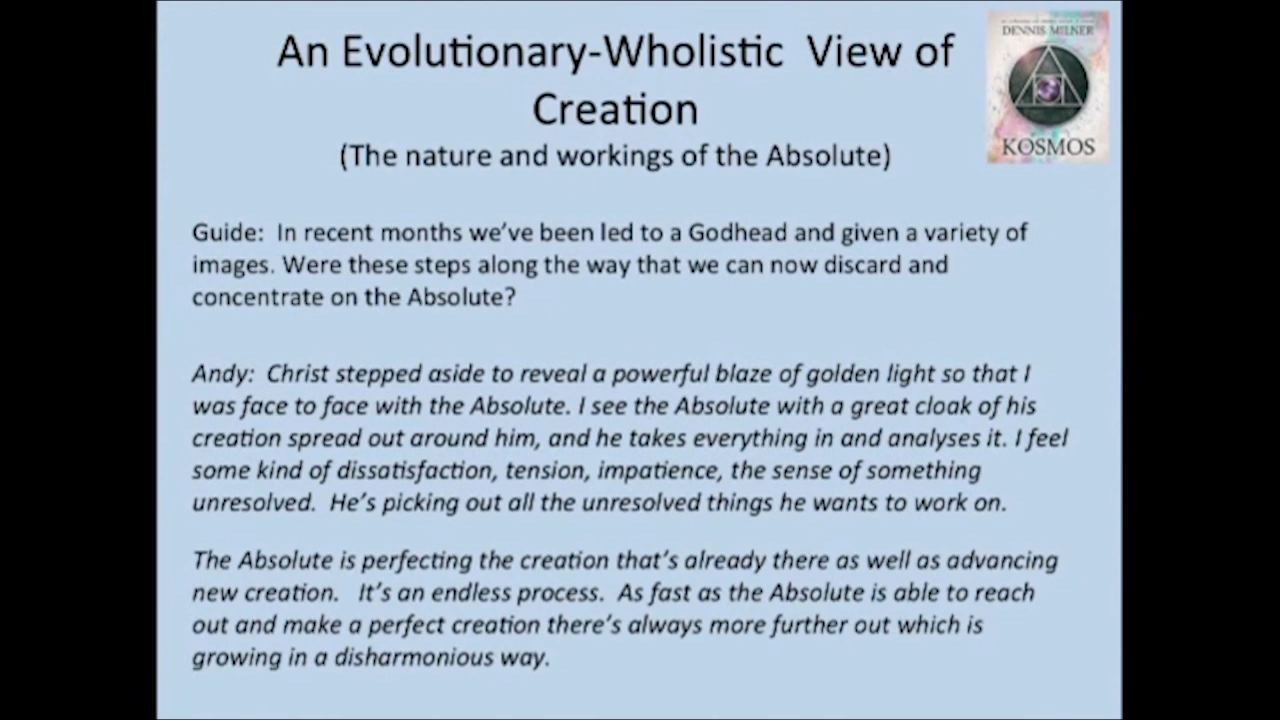 An Evolutionary-Wholistic View of
Creation
(The nature and workings of the Absolute)
DENNIS MILNER
KOSMOS
Guide: In recent months we've been led to a Godhead and given a variety of
images. Were these steps along the way that we can now discard and
concentrate on the Absolute?
Andy: Christ stepped aside to reveal a powerful blaze of golden light so that I
was face to face with the Absolute. I see the Absolute with a great cloak of his
creation spread out around him, and he takes everything in and analyses it. I feel
some kind of dissatisfaction, tension, impatience, the sense of something
unresolved. He's picking out all the unresolved things he wants to work on.
The Absolute is perfecting the creation that's already there as well as advancing
new creation. It's an endless process. As fast as the Absolute is able to reach
out and make a perfect creation there's always more further out which is
growing in a disharmonious way.